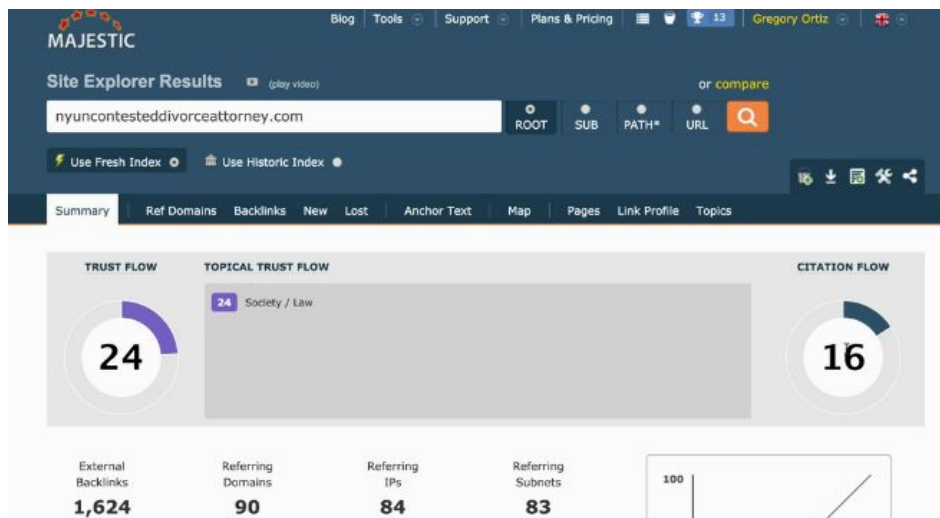 Blog Tools Support Plans & Pricing 13 Gregory Ortiz
MAJESTIC
Site Explorer Results (play video)
or compare
nyuncontesteddivorceattorney.com
ROOT SUB PATH* URL
Use Fresh Index Use Historic Index
Summary Ref Domains Backlinks New Lost Anchor Text Map Pages Link Profile Topics
TRUST FLOW TOPICAL TRUST FLOW CITATION FLOW
24 Society / Law
24
16
External Backlinks
1,624
Referring Domains
90
Referring IPs
84
Referring Subnets
83
100